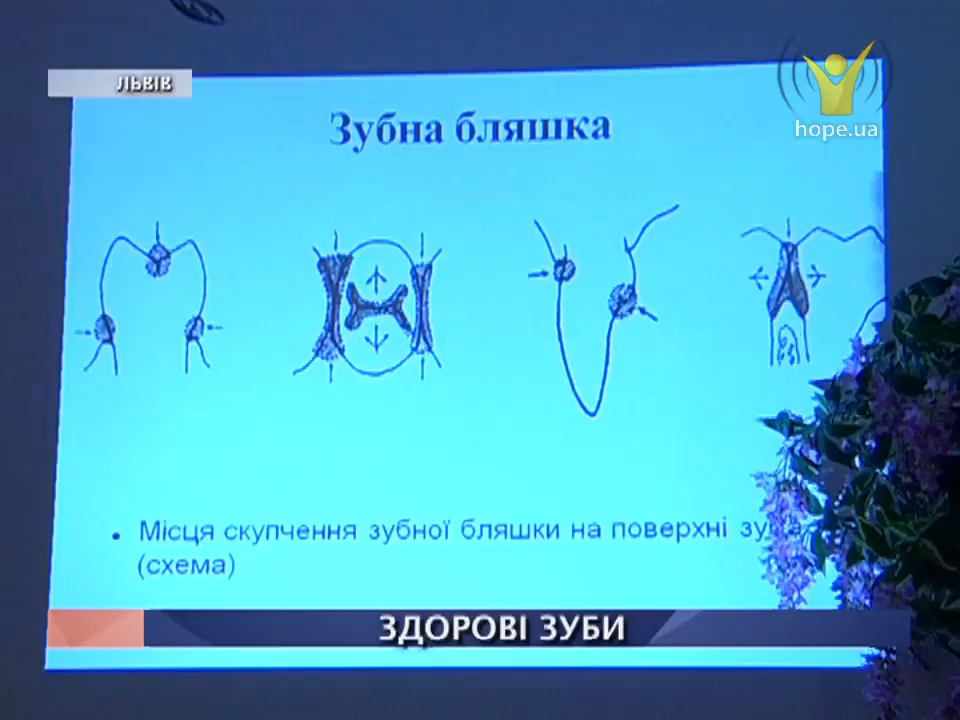 ЛЬВІВ
hope.ua
Зубна бляшка
Місця скупчення зубної бляшки на поверхні
(схема)
ЗДОРОВІ ЗУБИ